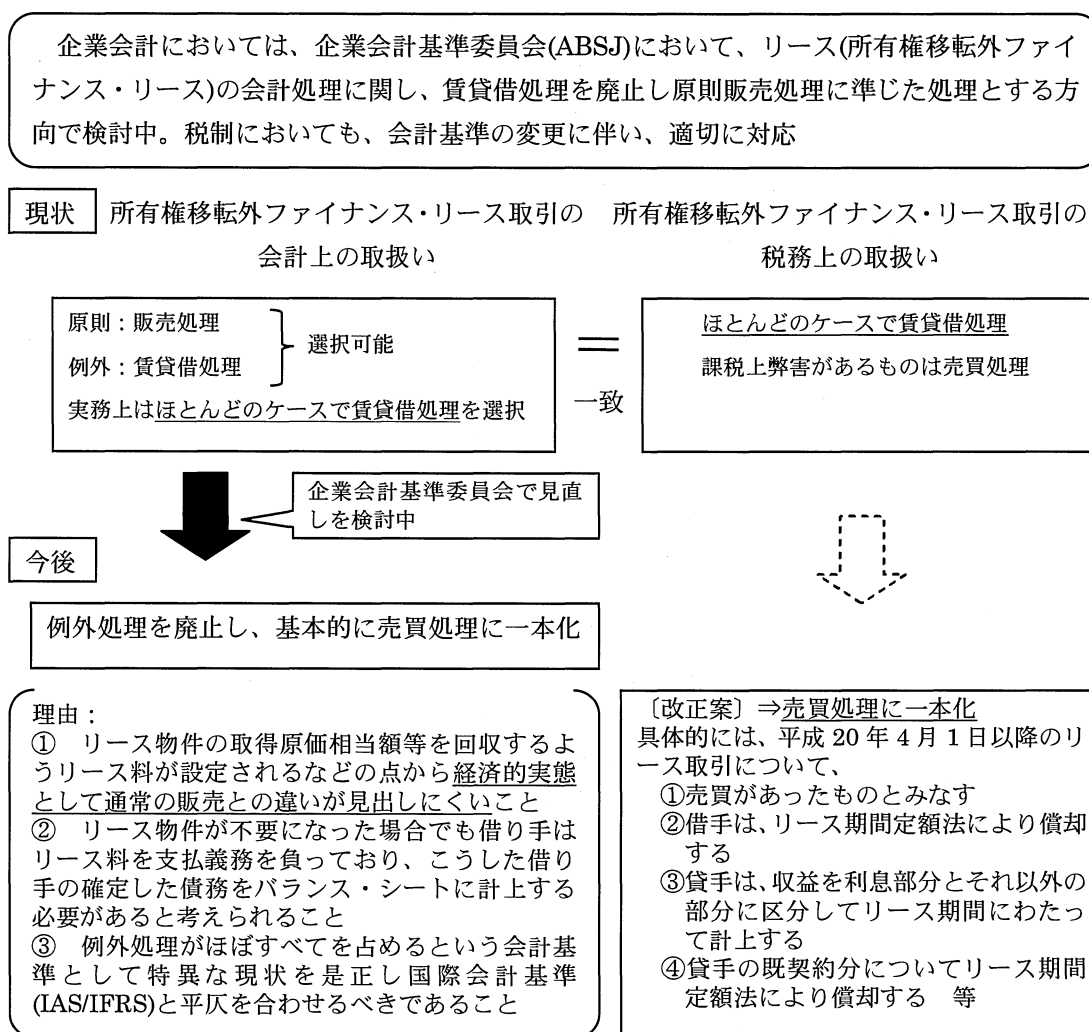 企業会計においては、企業会計基準委員会(ABSJ)において、リース(所有権移転外ファイ
ナンス・リース)の会計処理に関し、賃貸借処理を廃止し原則販売処理に準じた処理とする方
向で検討中。税制においても、会計基準の変更に伴い、適切に対応
現状
所有権移転外ファイナンス・リース取引の
会計上の取扱い
所有権移転外ファイナンス・リース取引の
税務上の取扱い
原則：販売処理
例外：賃貸借処理
選択可能
実務上はほとんどのケースで賃貸借処理を選択
＝
一致
ほとんどのケースで賃貸借処理
課税上弊害があるものは売買処理
企業会計基準委員会で見直
しを検討中
今後
例外処理を廃止し、基本的に売買処理に一本化
理由：
① リース物件の取得原価相当額等を回収するよ
うリース料が設定されるなどの点から経済的実態
として通常の販売との違いが見出しにくいこと
② リース物件が不要になった場合でも借り手は
リース料を支払義務を負っており、こうした借り
手の確定した債務をバランス・シートに計上する
必要があると考えられること
③ 例外処理がほぼすべてを占めるという会計基
準として特異な現状を是正し国際会計基準
(IAS/IFRS)と平仄を合わせるべきであること
〔改正案〕⇒売買処理に一本化
具体的には、平成 20 年 4 月 1 日以降のリ
ース取引について、
①売買があったものとみなす
②借手は、リース期間定額法により償却
する
③貸手は、収益を利息部分とそれ以外の
部分に区分してリース期間にわたっ
て計上する
④貸手の既契約分についてリース期間
定額法により償却する 等